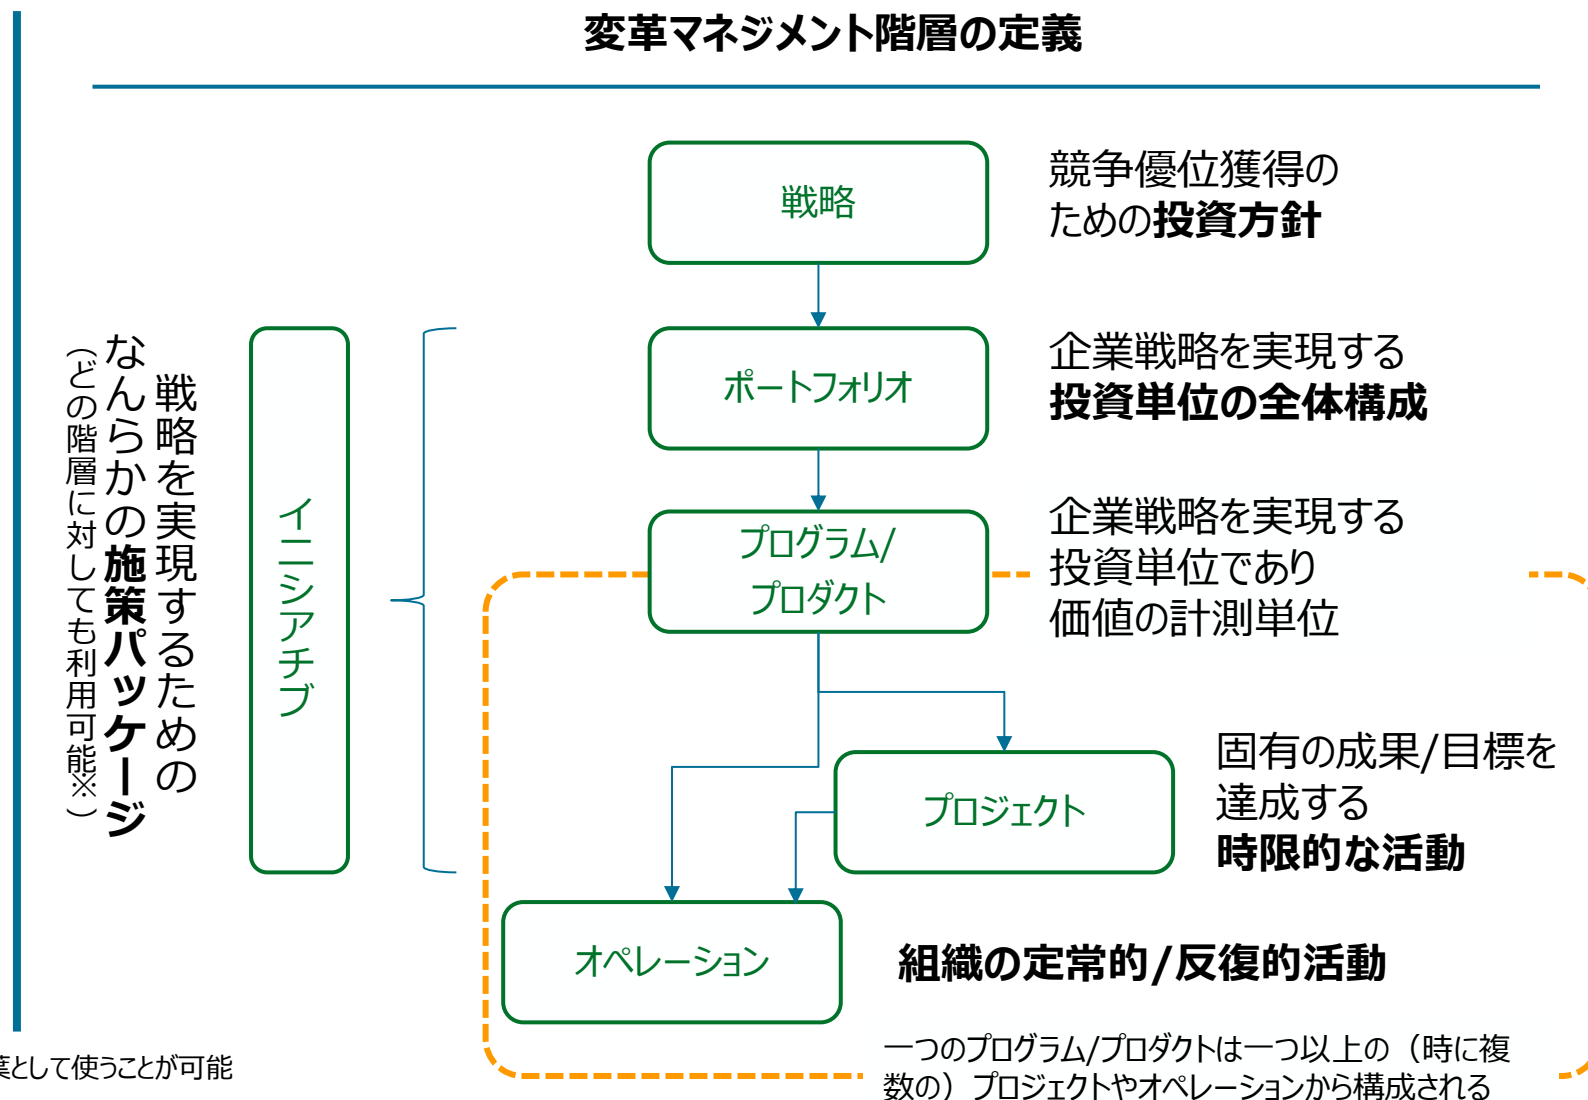 変革マネジメント階層の定義
戦略
競争優位獲得の
ための投資方針
ポートフォリオ
企業戦略を実現する
投資単位の全体構成
プログラム/
プロダクト
企業戦略を実現する
投資単位であり
価値の計測単位
イニシアチブ
戦略を実現するための
なんらかの施策パッケージ
（どの階層に対しても利用可能※）
プロジェクト
固有の成果/目標を
達成する
時限的な活動
オペレーション
組織の定常的/反復的活動
一つのプログラム/プロダクトは一つ以上の（時に複
数の）プロジェクトやオペレーションから構成される
葉として使うことが可能